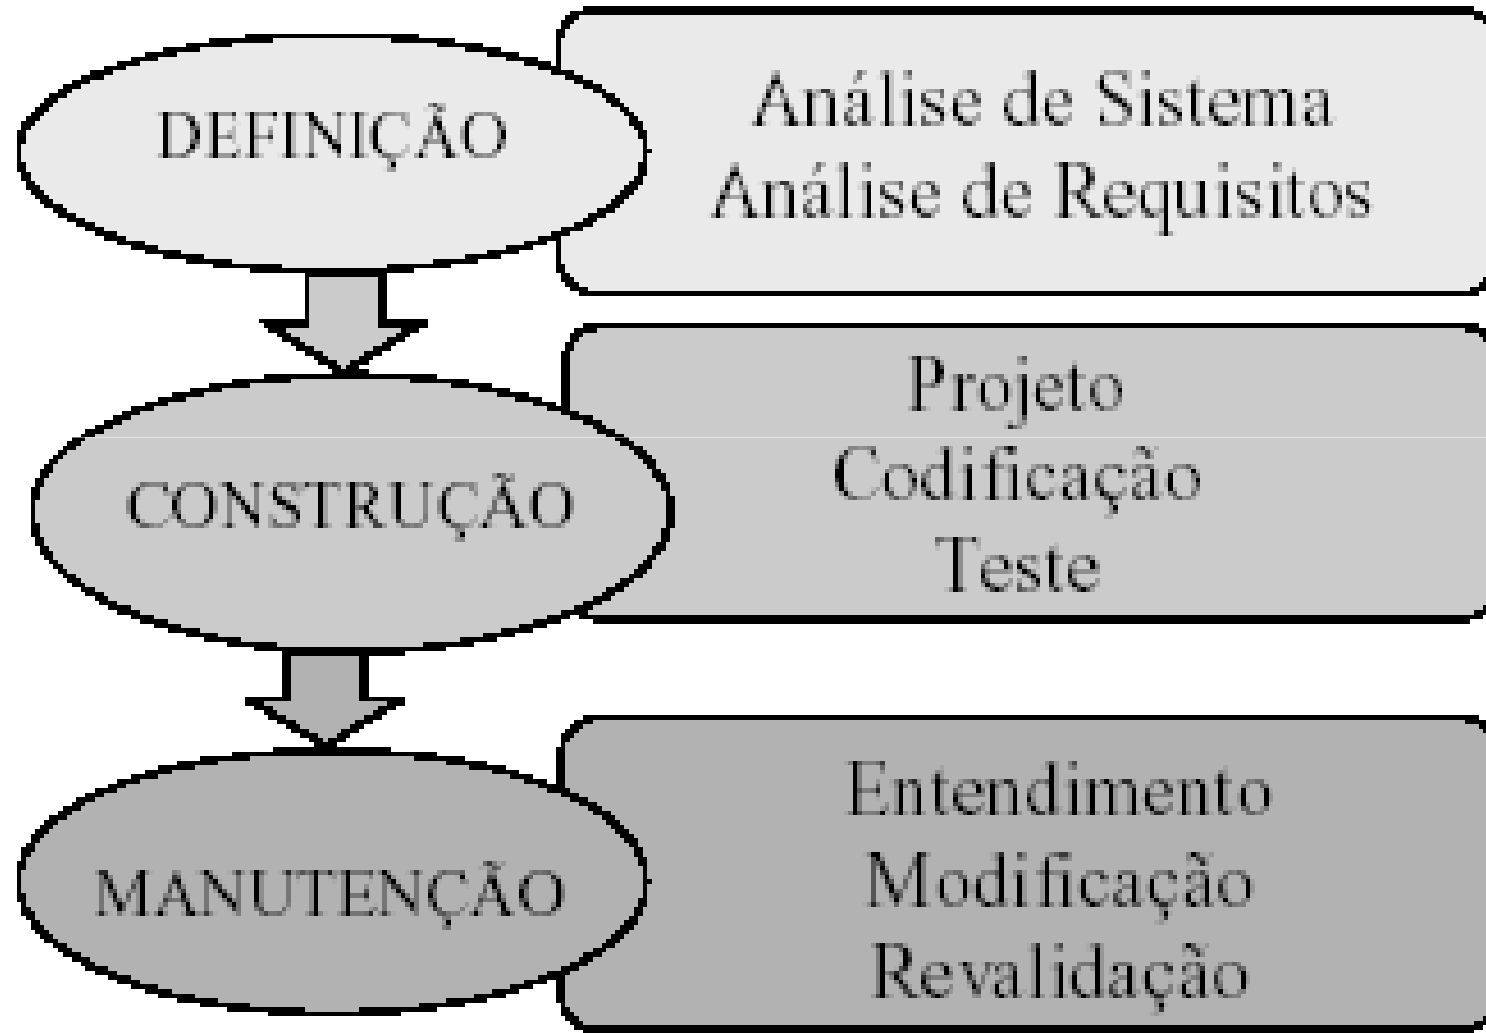 DEFINIÇÃO
Análise de Sistema
Análise de Requisitos
CONSTRUÇÃO
Projeto
Codificação
Teste
MANUTENÇÃO
Entendimento
Modificação
Revalidação